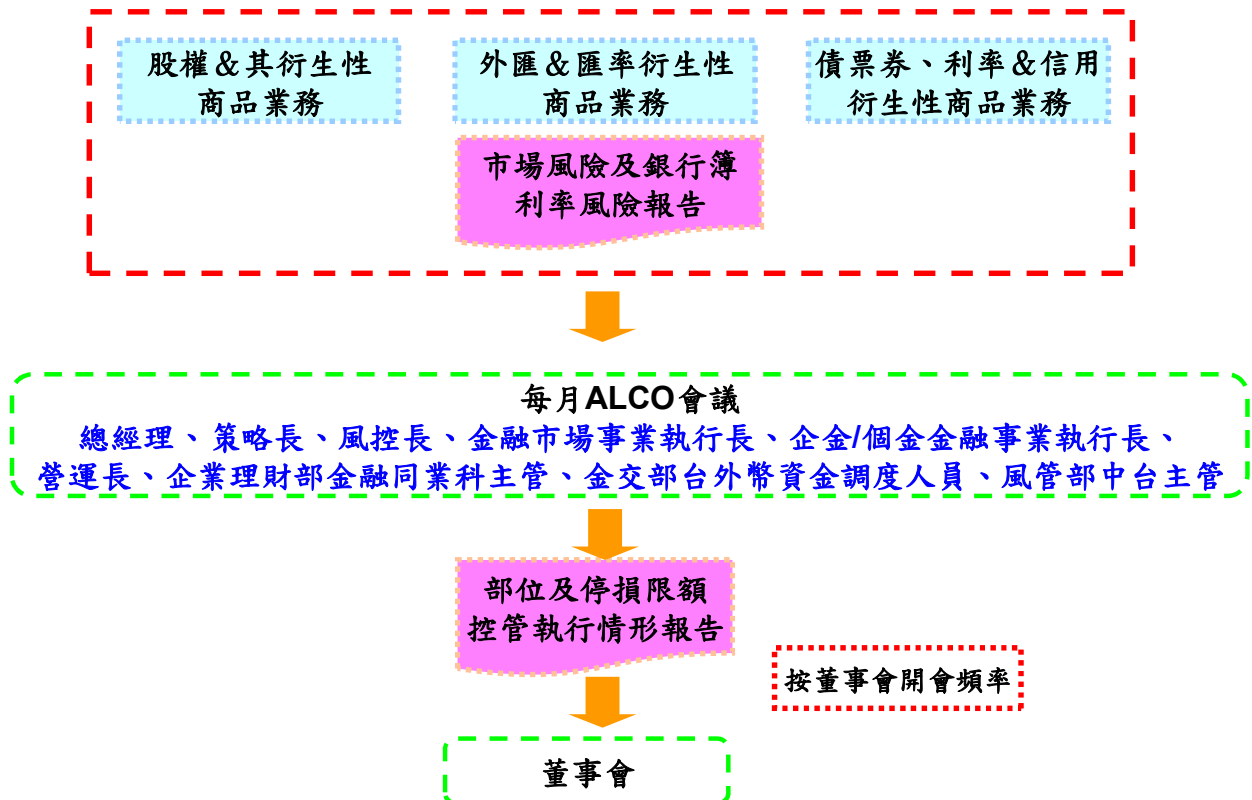 股權＆其衍生性
商品業務
外匯＆匯率衍生性
商品業務
債票券、利率＆信用
衍生性商品業務
市場風險及銀行簿
利率風險報告
每月ALCO會議
總經理、策略長、風控長、金融市場事業執行長、企金/個金金融事業執行長、
營運長、企業理財部金融同業科主管、金交部台外幣資金調度人員、風管部中台主管
部位及停損限額
控管執行情形報告
按董事會開會頻率
董事會